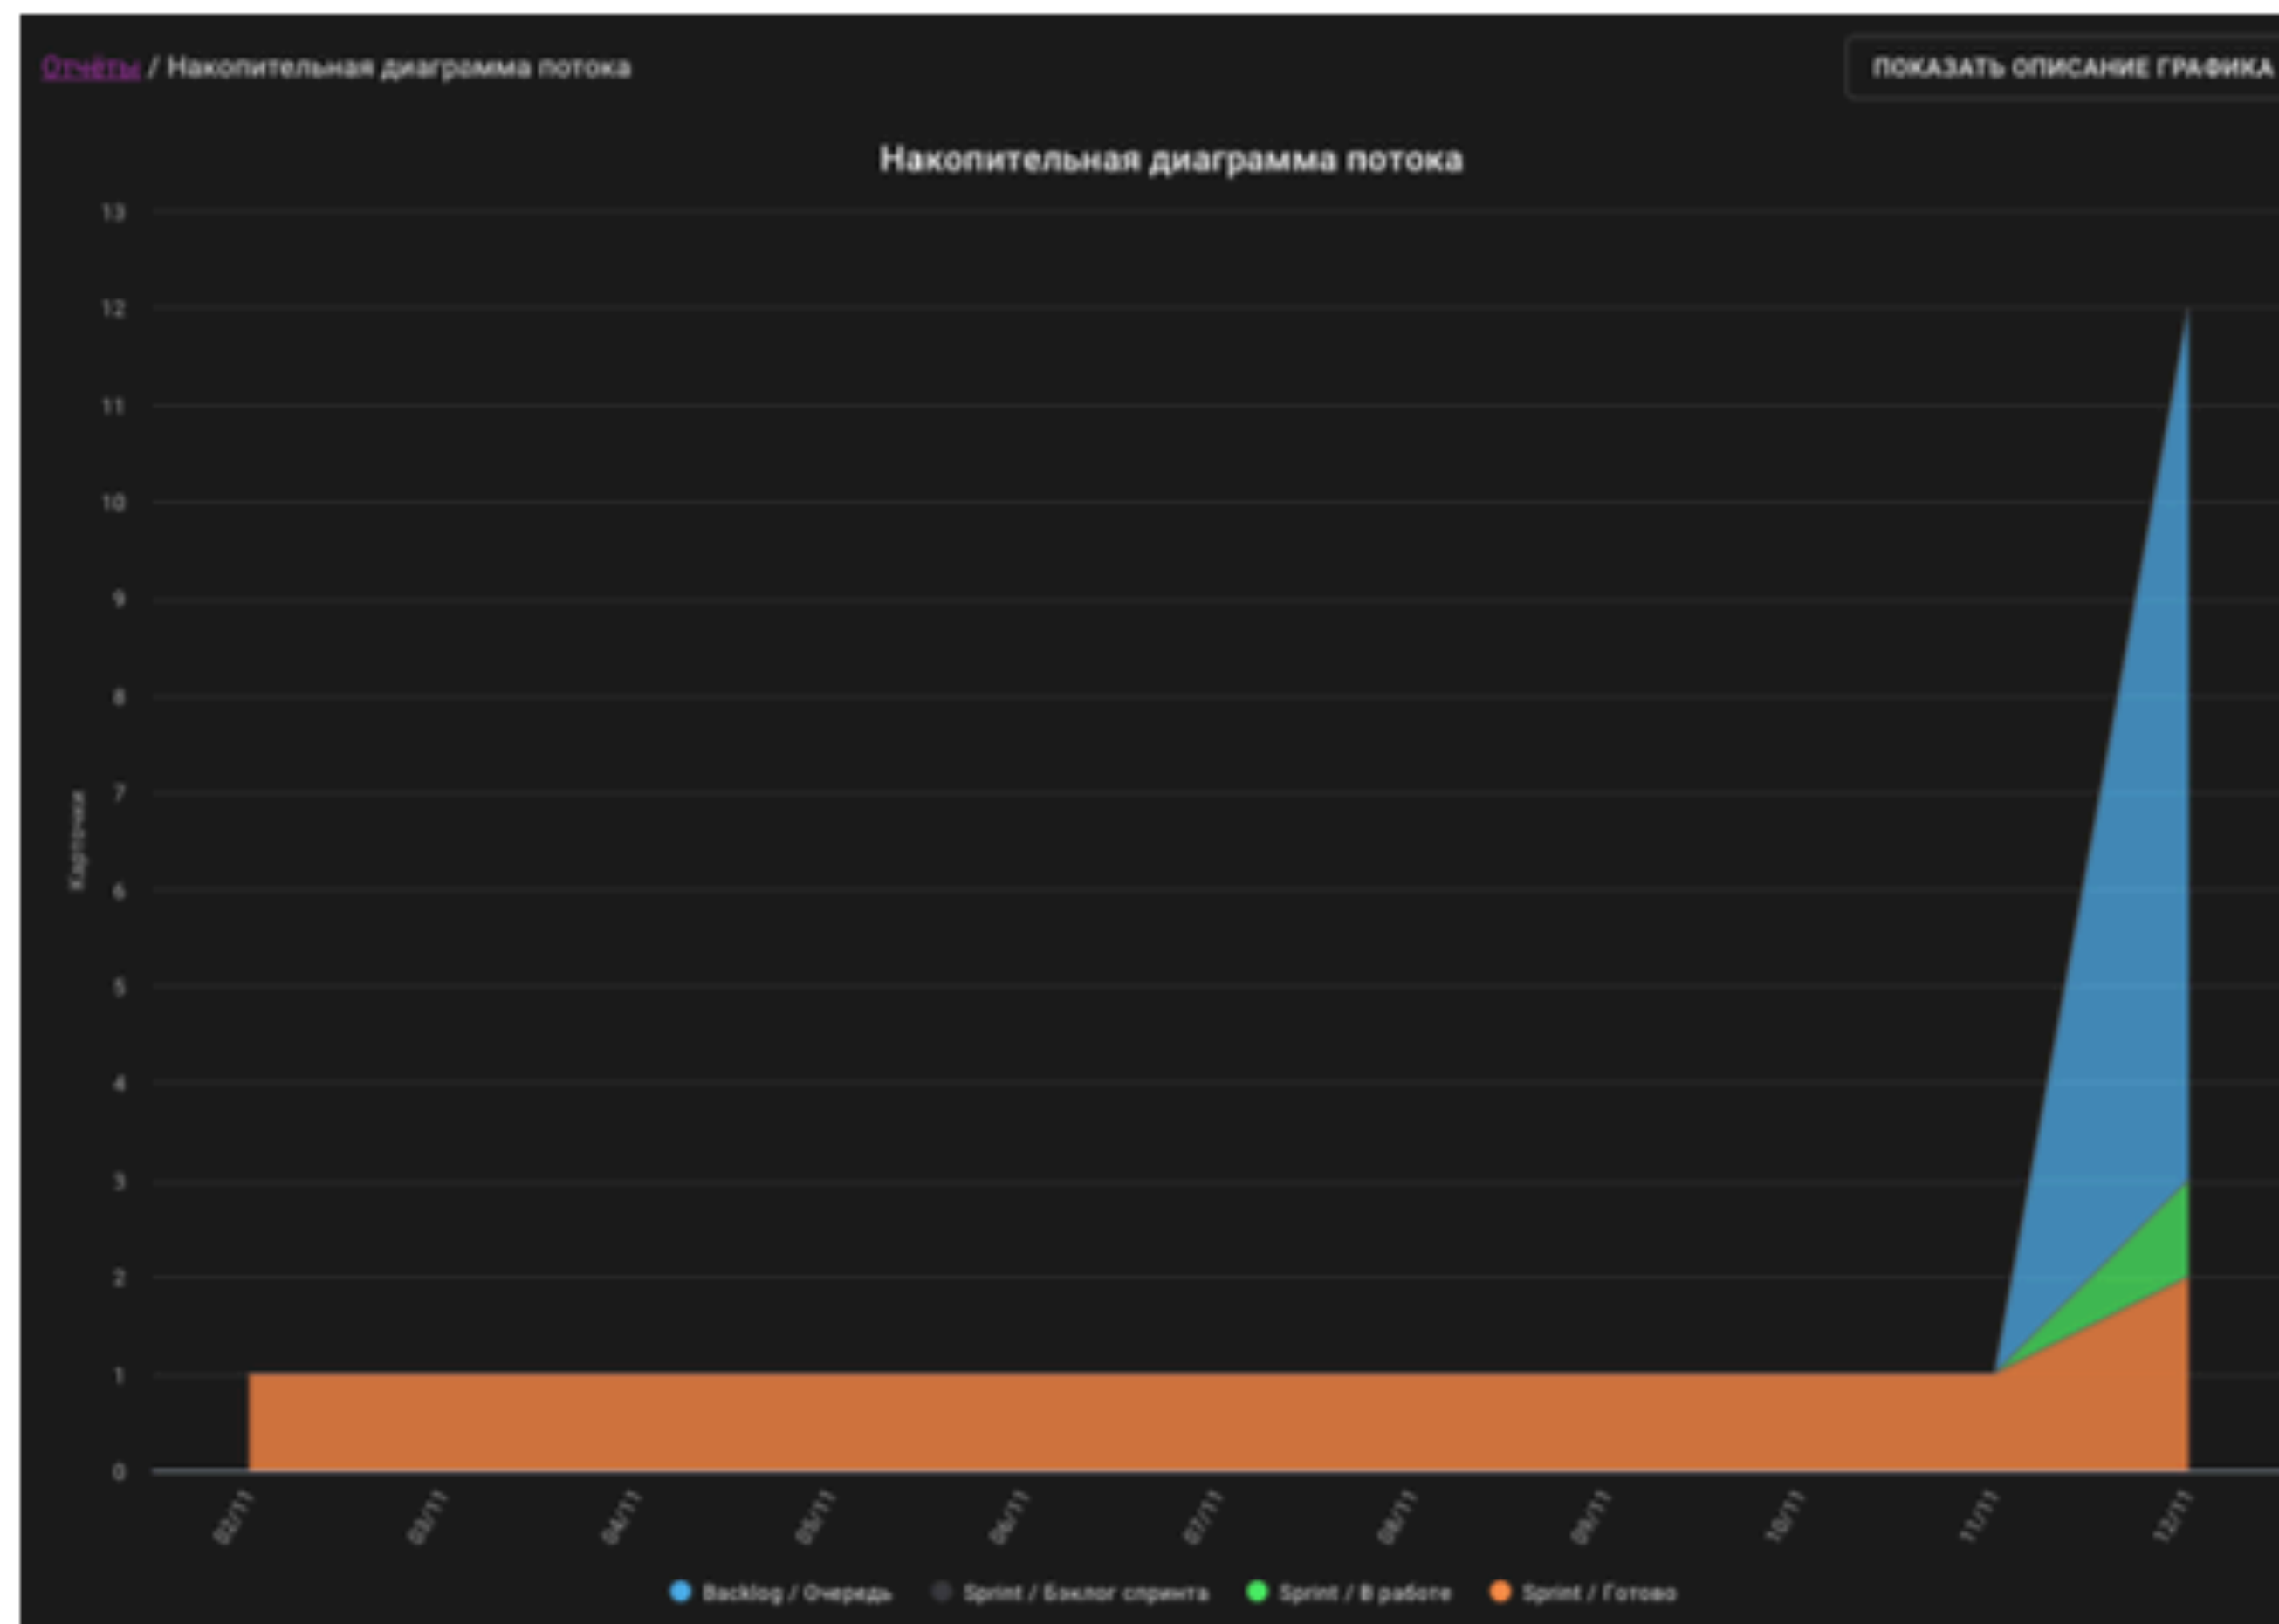 Отчёты / Накопительная диаграмма потока
ПОКАЗАТЬ ОПИСАНИЕ ГРАФИКА
Накопительная диаграмма потока
13
12
11
10
9
8
7
6
5
4
3
2
1
0
Карточки
02/11 03/11 04/11 05/11 06/11 07/11 08/11 09/11 10/11 11/11 12/11
Backlog / Очередь Sprint / Бэклог спринта Sprint / В работе Sprint / Готово